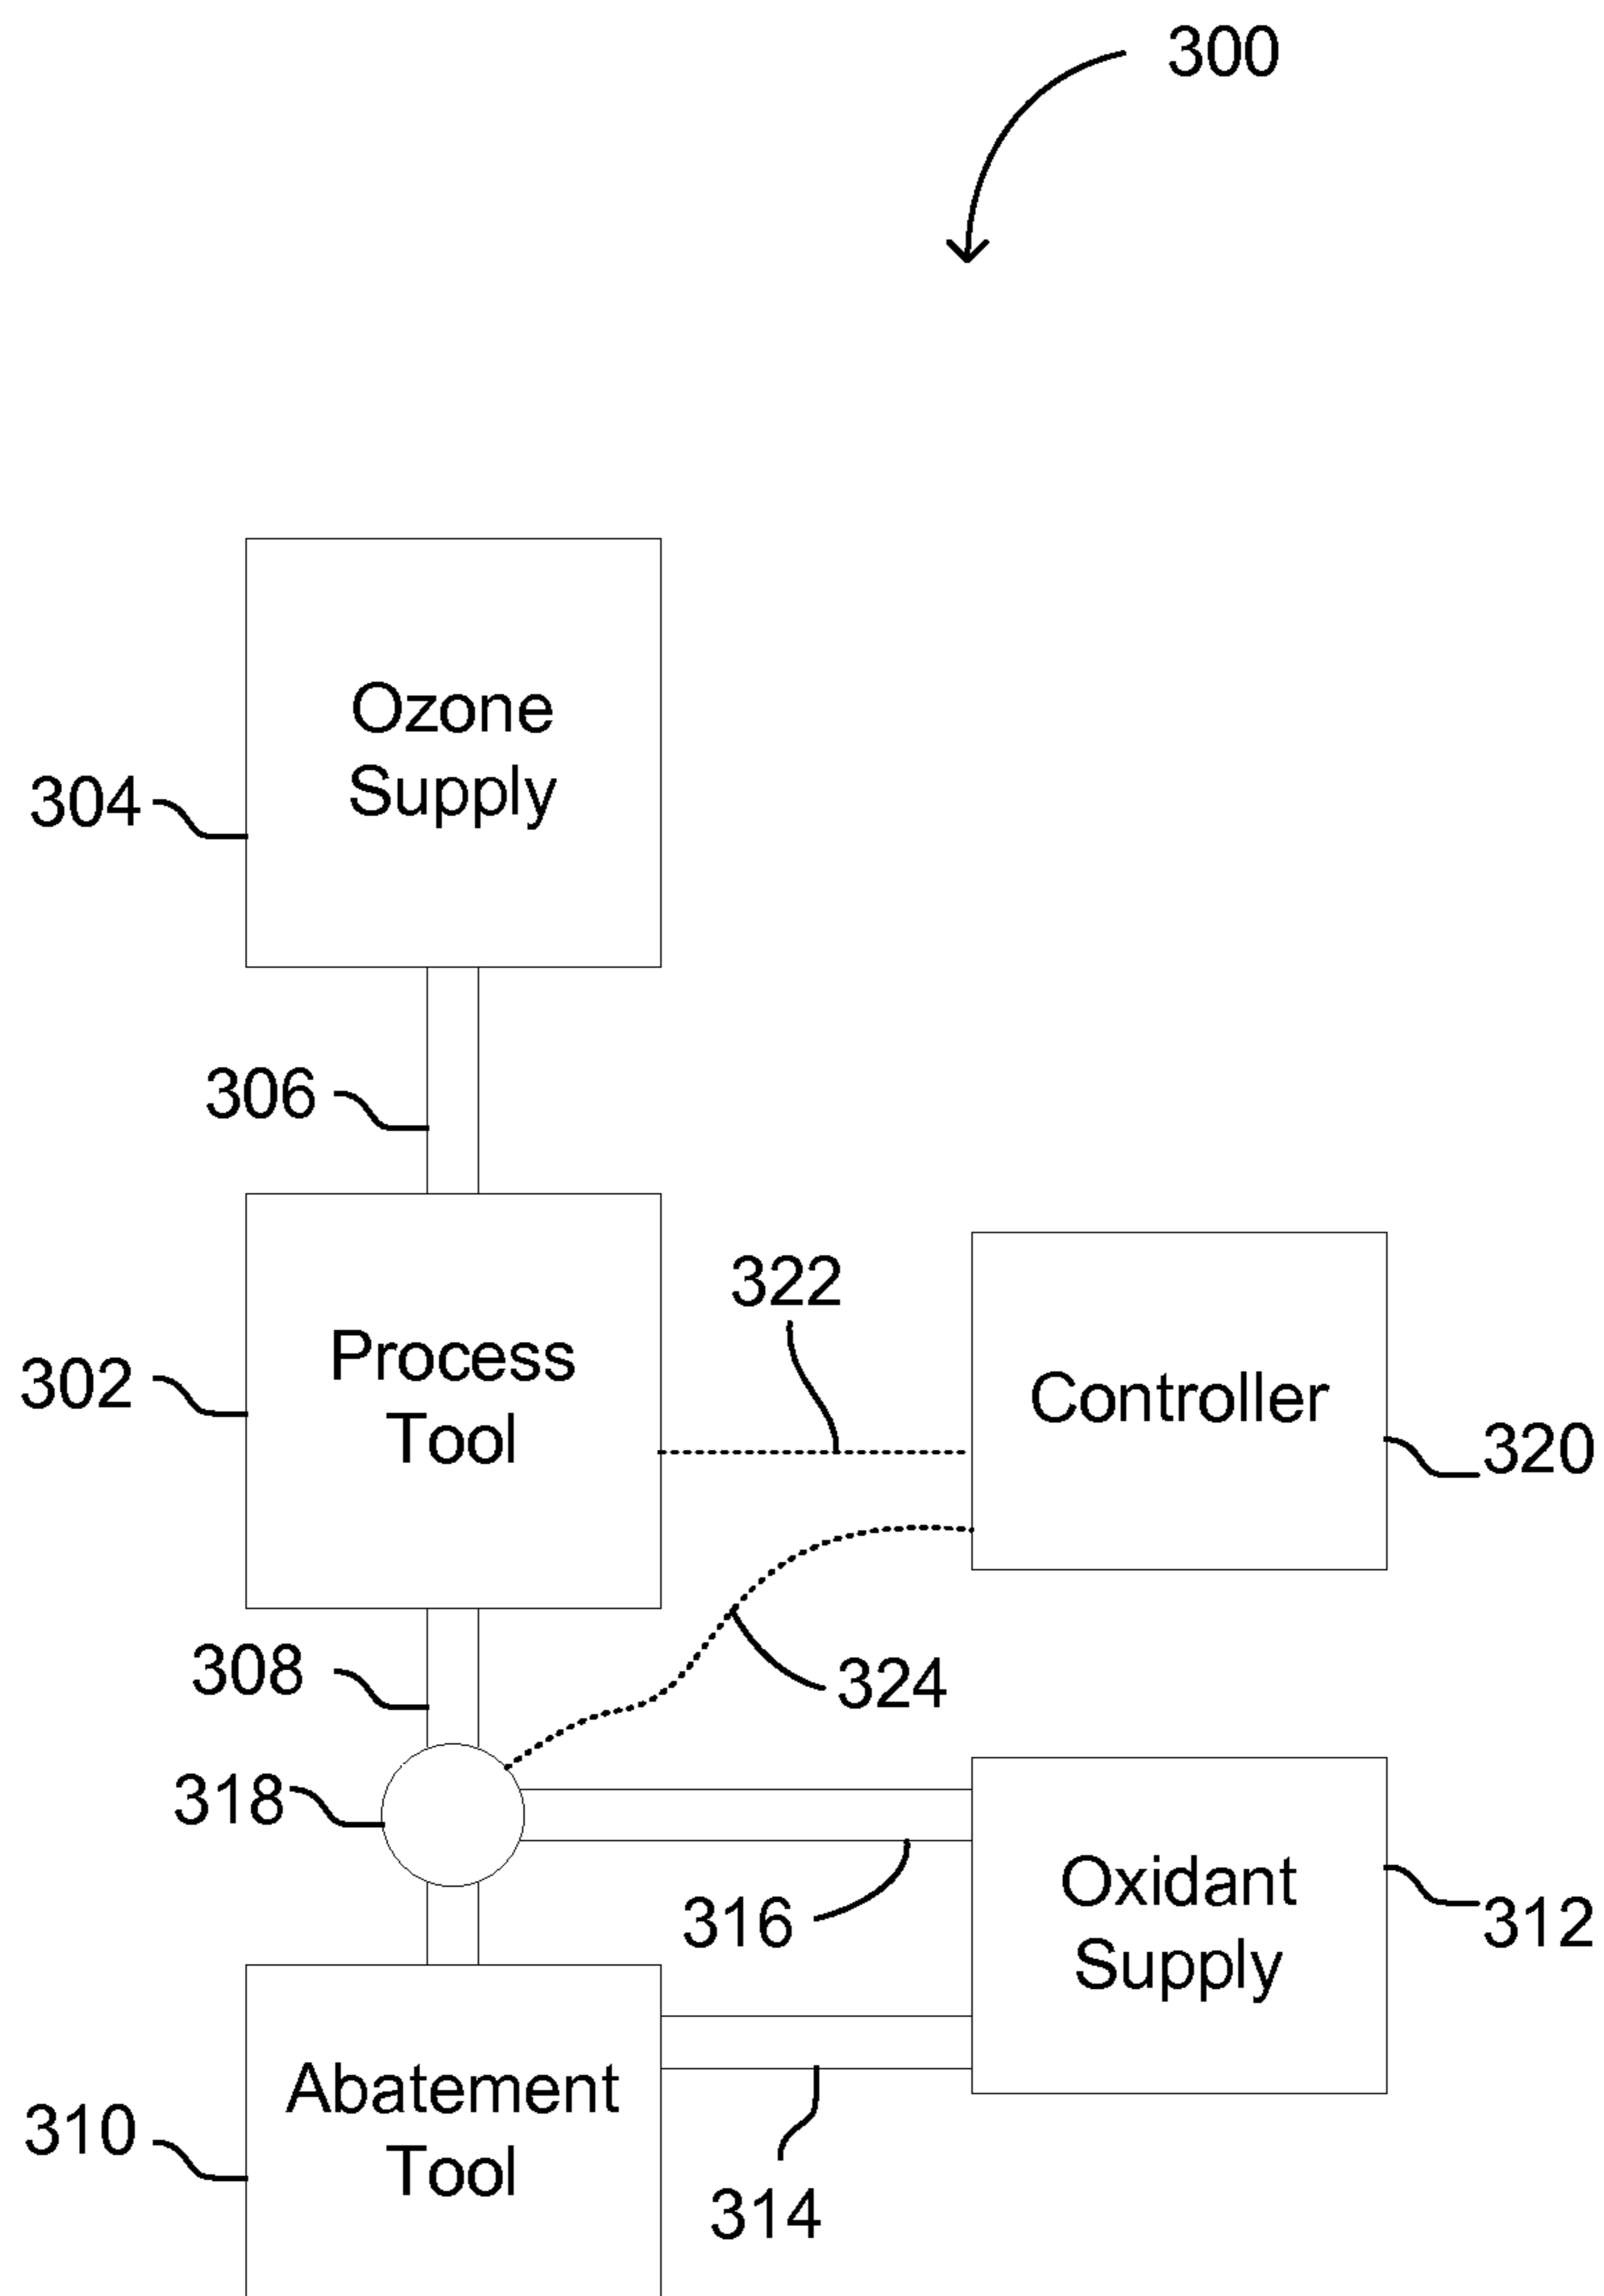 300
Ozone
Supply
304
306
322
Process
Tool
302
Controller
320
308
324
318
316
Oxidant
Supply
312
Abatement
Tool
310
314